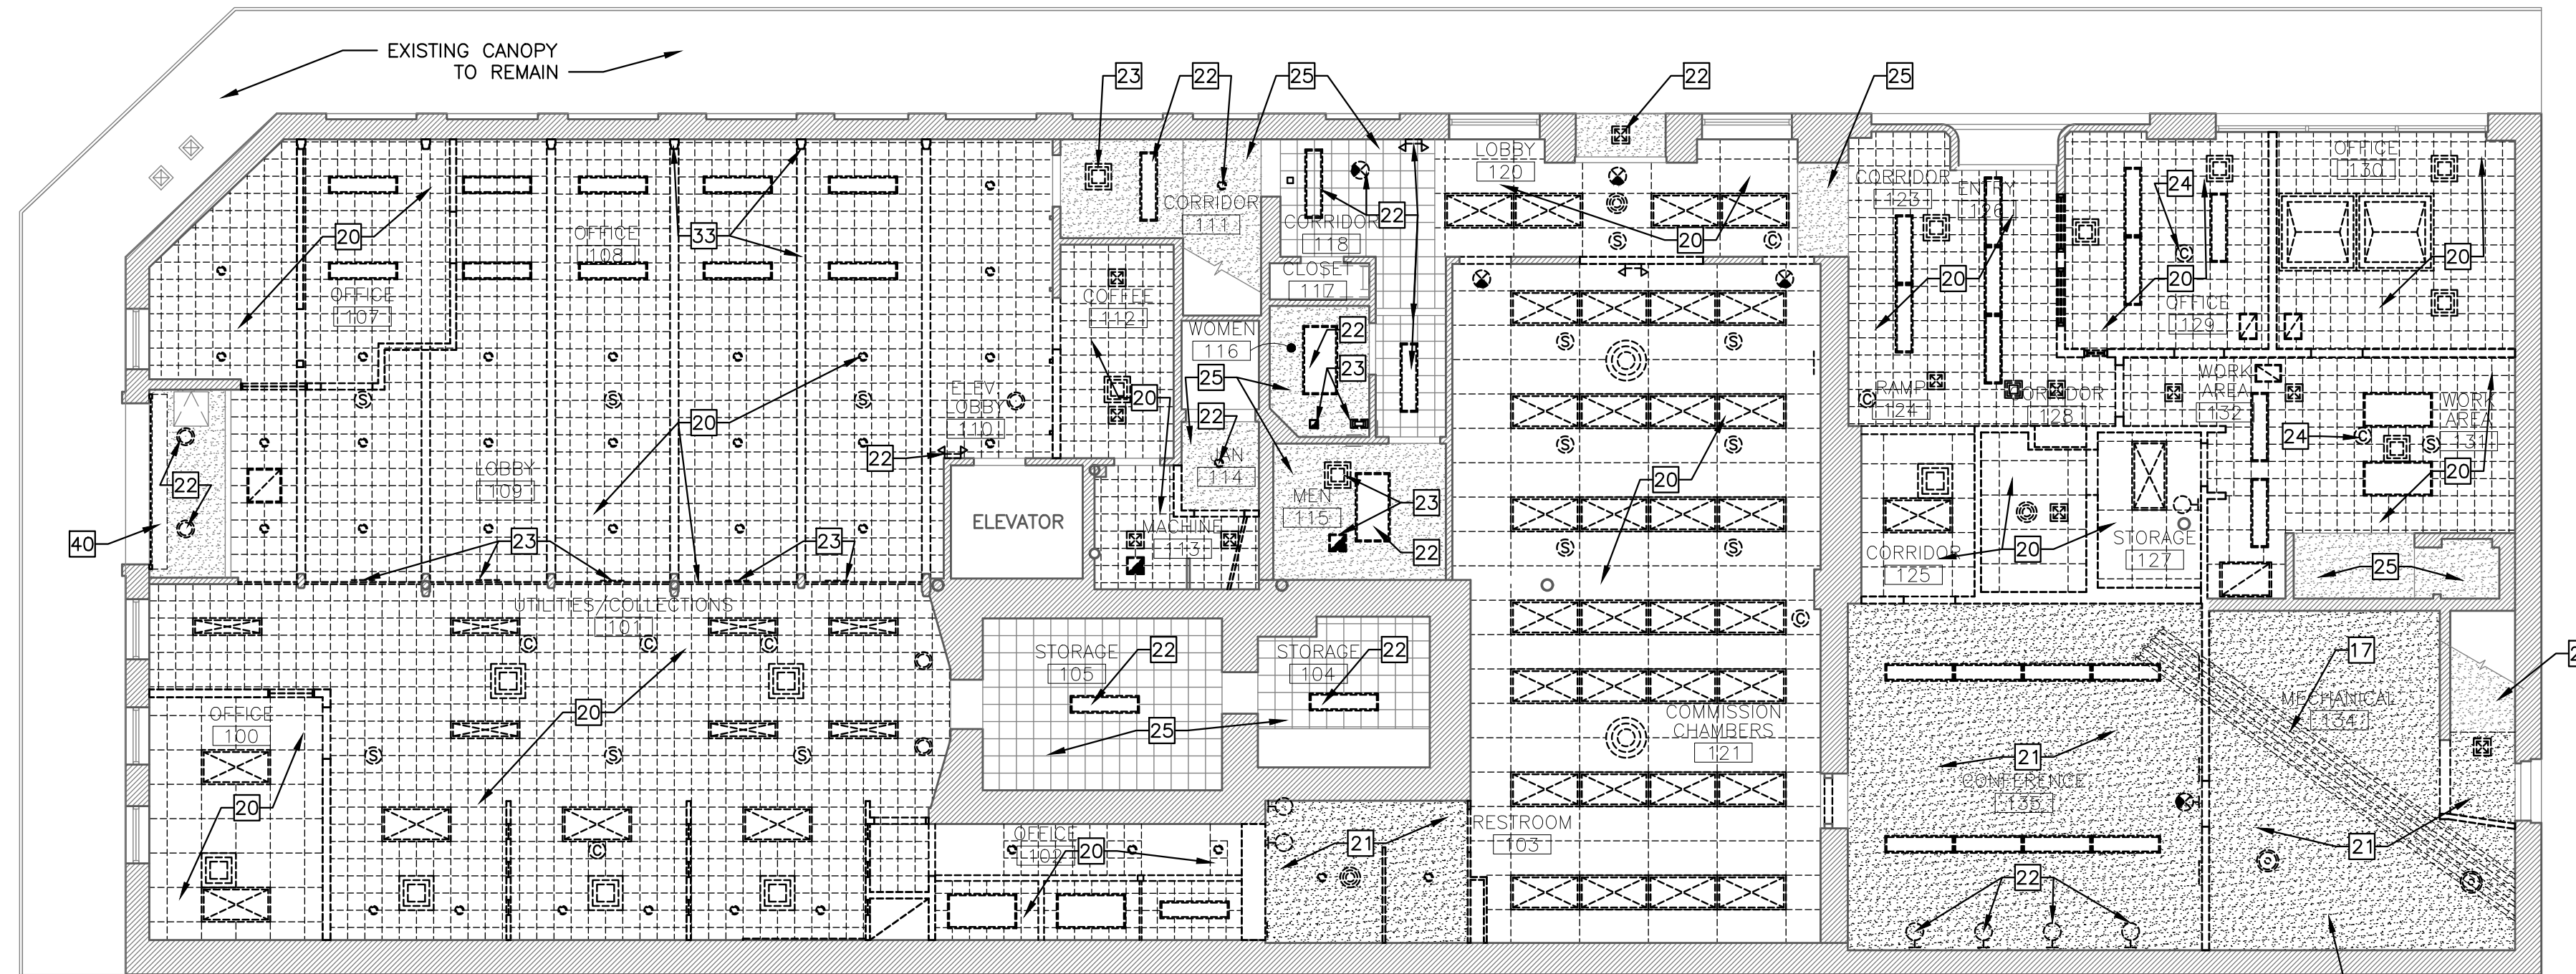 EXISTING CANOPY
TO REMAIN
23
22
25
22
25
LOBBY
120
OFFICE
130
CORRIDOR
123
ENTRY
126
24
CORRIDOR
111
22
CORRIDOR
118
20
33
OFFICE
108
20
20
20
20
CLOSET
117
OFFICE
107
COFFEE
112
OFFICE
129
WOMEN
116
22
23
25
20
ELEV.
LOBBY
110
RAMP
124
CORRIDOR
128
WORK
AREA
132
WORK
AREA
131
22
20
24
22
JAN
114
20
20
LOBBY
109
22
MEN
115
23
ELEVATOR
MACHINE
113
22
40
23
23
CORRIDOR
125
20
STORAGE
127
25
UTILITIES/COLLECTIONS
101
STORAGE
105
22
STORAGE
104
22
17
2
MECHANICAL
134
OFFICE
100
20
25
COMMISSION
CHAMBERS
121
21
CONFERENCE
135
20
OFFICE
102
20
21
RESTROOM
103
21
22
S
S
S
S
C
S
S
S
S
S
S
C
C
C
C
C
S
C
C
C
S
S
S
C